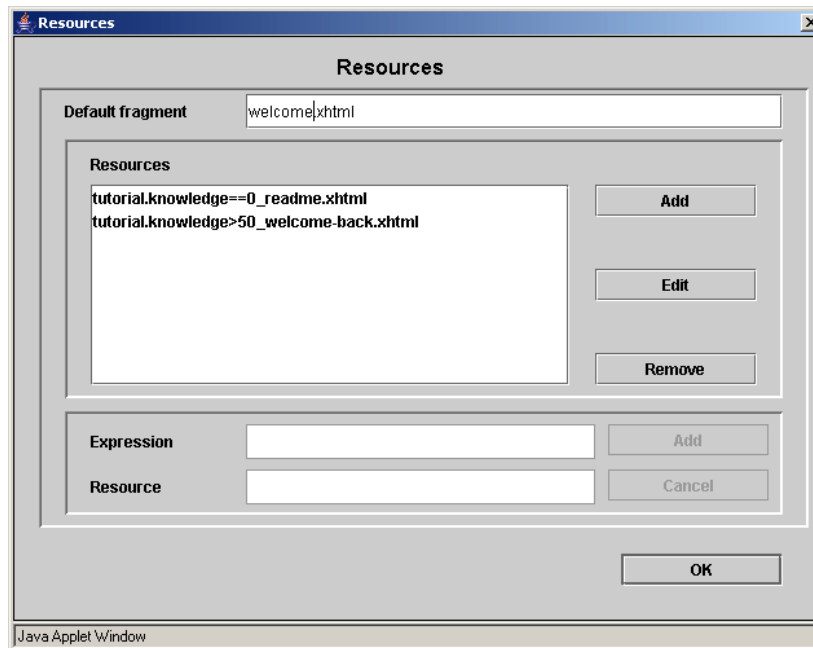 Resources
Resources
Default fragment welcome.xhtml
Resources
tutorial.knowledge==0_readme.xhtml
tutorial.knowledge>50_welcome-back.xhtml
Add
Edit
Remove
Expression Add
Resource Cancel
OK
Java Applet Window